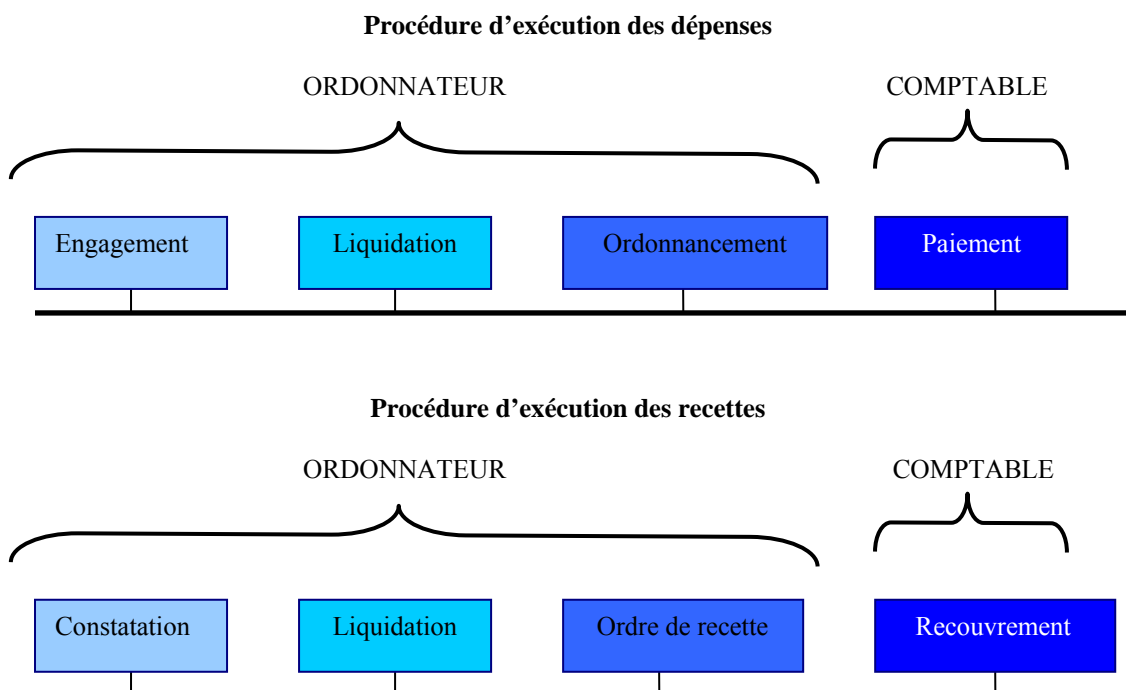 Procédure d'exécution des dépenses
ORDONNATEUR COMPTABLE
Engagement Liquidation Ordonnancement Paiement
Procédure d'exécution des recettes
ORDONNATEUR COMPTABLE
Constatation Liquidation Ordre de recette Recouvrement